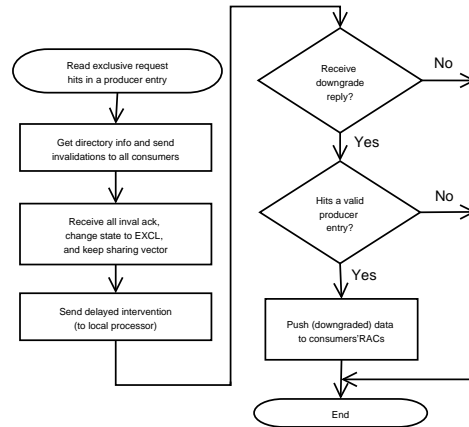 Read exclusive request
hits in a producer entry
Get directory info and send
invalidations to all consumers
Receive all inval ack,
change state to EXCL,
and keep sharing vector
Send delayed intervention
(to local processor)
Receive
downgrade
reply?
No
Yes
Hits a valid
producer
entry?
No
Yes
Push (downgraded) data
to consumers'RACs
End